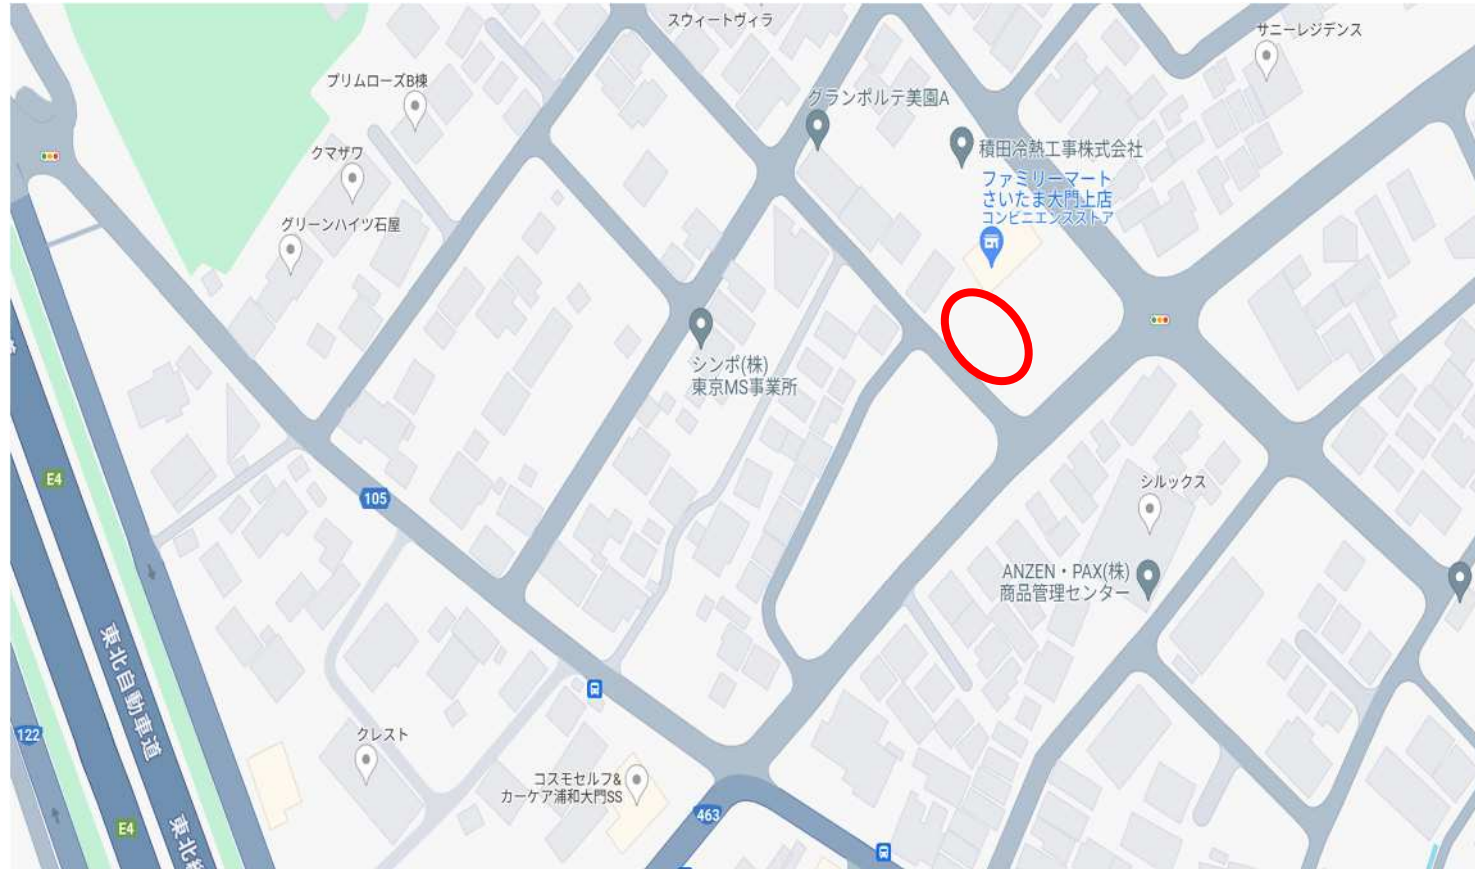 スウィートヴィラ
サニーレジデンス
プリムローズB棟
グランポルテ美園A
クマザワ
積田冷熱工事株式会社
ファミリーマート
さいたま大門上店
コンビニエンスストア
グリーンハイツ石屋
シンポ(株)
東京MS事業所
E4
105
シルックス
ANZEN・PAX(株)
商品管理センター
東北自動車道
122
クレスト
コスモセルフ&
カーケア浦和大門SS
463
E4
東北